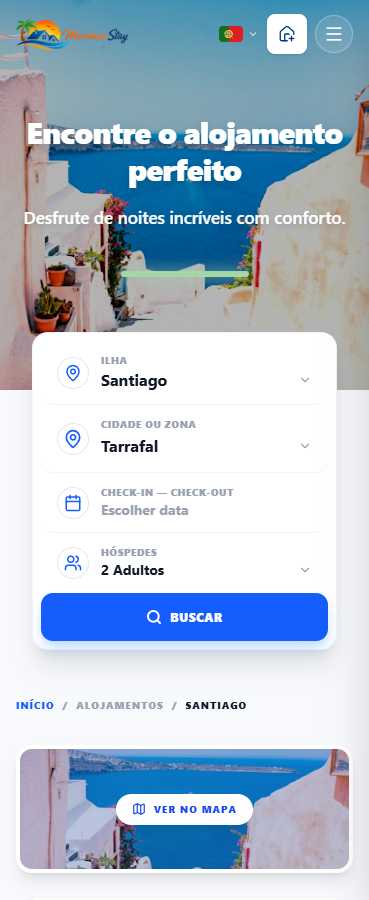 MorabezaStay
Encontre o alojamento
perfeito
Desfrute de noites incríveis com conforto.
ILHA
Santiago
CIDADE OU ZONA
Tarrafal
CHECK-IN — CHECK-OUT
Escolher data
HÓSPEDES
2 Adultos
BUSCAR
INÍCIO / ALOJAMENTOS / SANTIAGO
VER NO MAPA